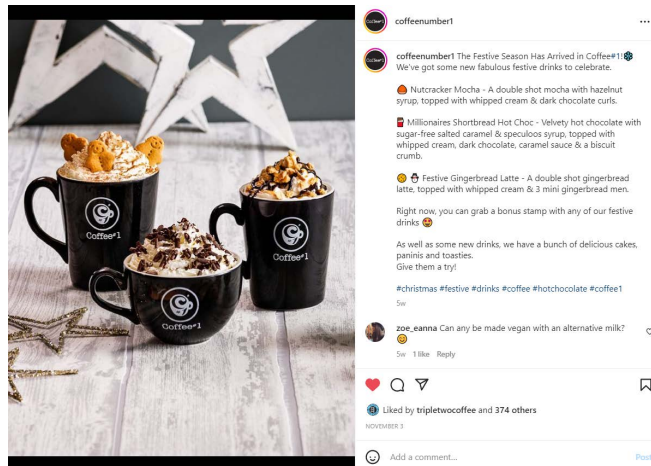 coffeenumber1
coffeenumber1 The Festive Season Has Arrived in Coffee#1!
We've got some new fabulous festive drinks to celebrate.
Nutcracker Mocha - A double shot mocha with hazelnut
syrup, topped with whipped cream & dark chocolate curls.
Millionaires Shortbread Hot Choc - Velvety hot chocolate with
sugar-free salted caramel & speculoos syrup, topped with
whipped cream, dark chocolate, caramel sauce & a biscuit
crumb.
Festive Gingerbread Latte - A double shot gingerbread
latte, topped with whipped cream & 3 mini gingerbread men.
Right now, you can grab a bonus stamp with any of our festive
drinks
As well as some new drinks, we have a bunch of delicious cakes,
paninis and toasties.
Give them a try!
#christmas #festive #drinks #coffee #hotchocolate #coffee1
5w
zoe_eanna Can any be made vegan with an alternative milk?
5w 1 like Reply
Liked by tripletwocoffee and 374 others
NOVEMBER 3
Add a comment...
Post
Coffee#1
Coffee#1
Coffee#1